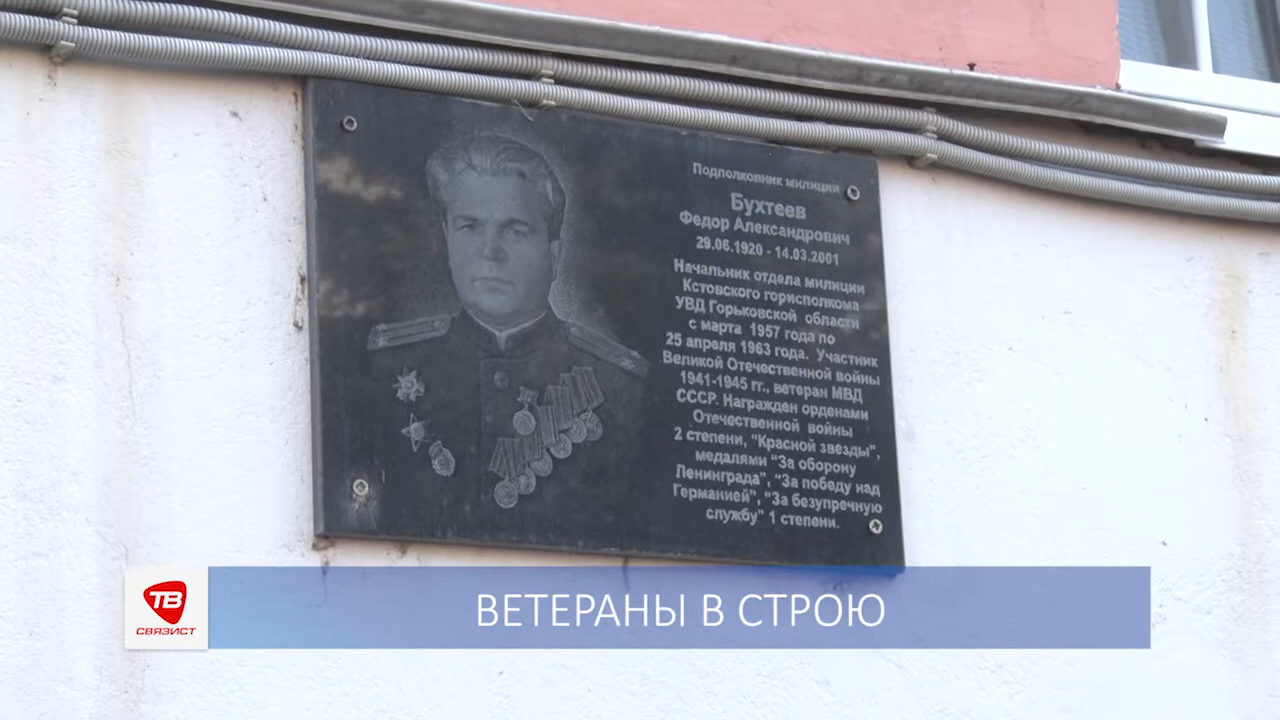 Подполковник милиции
Бухтеев
Федор Александрович
29.06.1920 - 14.03.2001
Начальник отдела милиции
Кстовского горисполкома
УВД Горьковской области
с марта 1957 года по
25 апреля 1963 года. Участник
Великой Отечественной войны
1941-1945 гг., ветеран МВД
СССР. Награжден орденами
Отечественной войны
2 степени, "Красной звезды",
медалями "За оборону
Ленинграда", "За победу над
Германией", "За безупречную
службу" 1 степени.
ТВ
СВЯЗИСТ
ВЕТЕРАНЫ В СТРОЮ